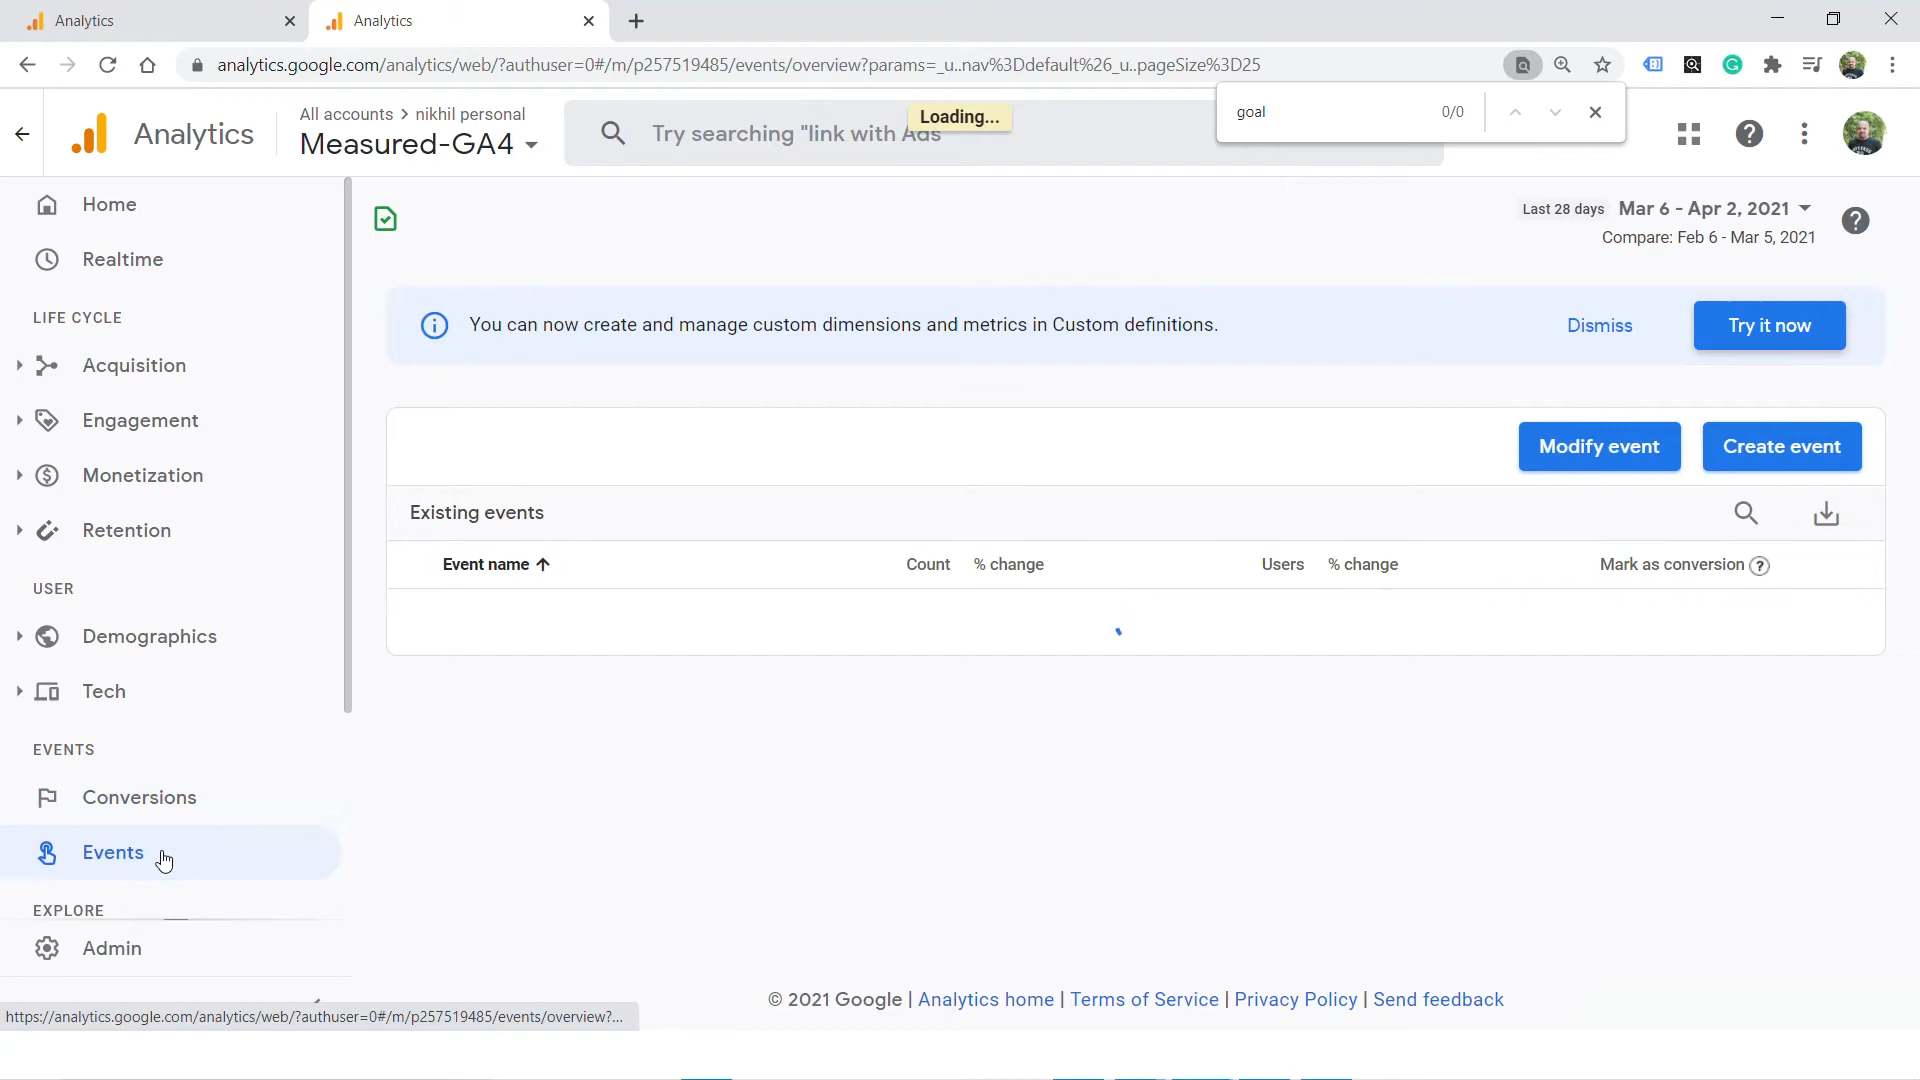 Analytics
Analytics
analytics.google.com/analytics/web/?authuser=0#/m/p257519485/events/overview?params=_u..nav%3Ddefault%26_u..pageSize%3D25
goal
0/0
Analytics
All accounts > nikhil personal
Measured-GA4
Try searching "link with Ads"
Loading...
Home
Realtime
LIFE CYCLE
Acquisition
Engagement
Monetization
Retention
USER
Demographics
Tech
EVENTS
Conversions
Events
EXPLORE
Admin
Last 28 days Mar 6 - Apr 2, 2021
Compare: Feb 6 - Mar 5, 2021
You can now create and manage custom dimensions and metrics in Custom definitions.
Dismiss
Try it now
Modify event
Create event
Existing events
Event name Count % change Users % change Mark as conversion
© 2021 Google | Analytics home | Terms of Service | Privacy Policy | Send feedback
https://analytics.google.com/analytics/web/?authuser=0#/m/p257519485/events/overview?...